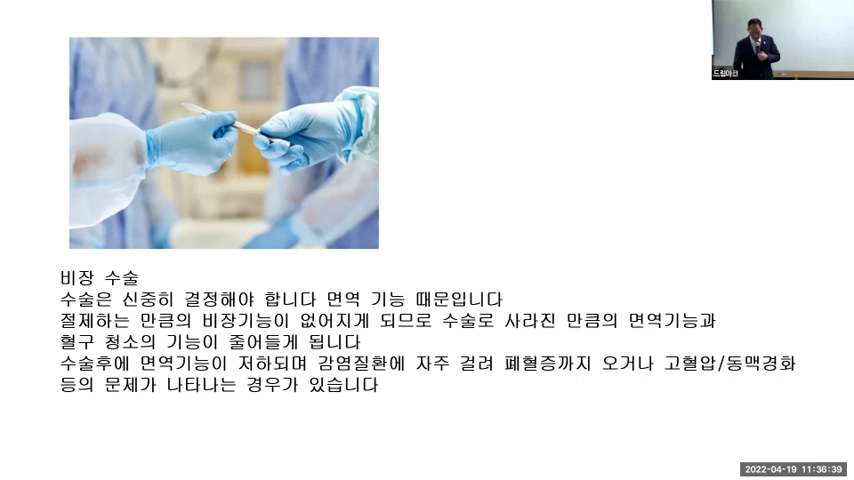 드림아크
비장 수술
수술은 신중히 결정해야 합니다 면역 기능 때문입니다
절제하는 만큼의 비장기능이 없어지게 되므로 수술로 사라진 만큼의 면역기능과
혈구 청소의 기능이 줄어들게 됩니다
수술후에 면역기능이 저하되며 감염질환에 자주 걸려 폐혈증까지 오거나 고혈압/동맥경화
등의 문제가 나타나는 경우가 있습니다
2022-04-19 11:36:39